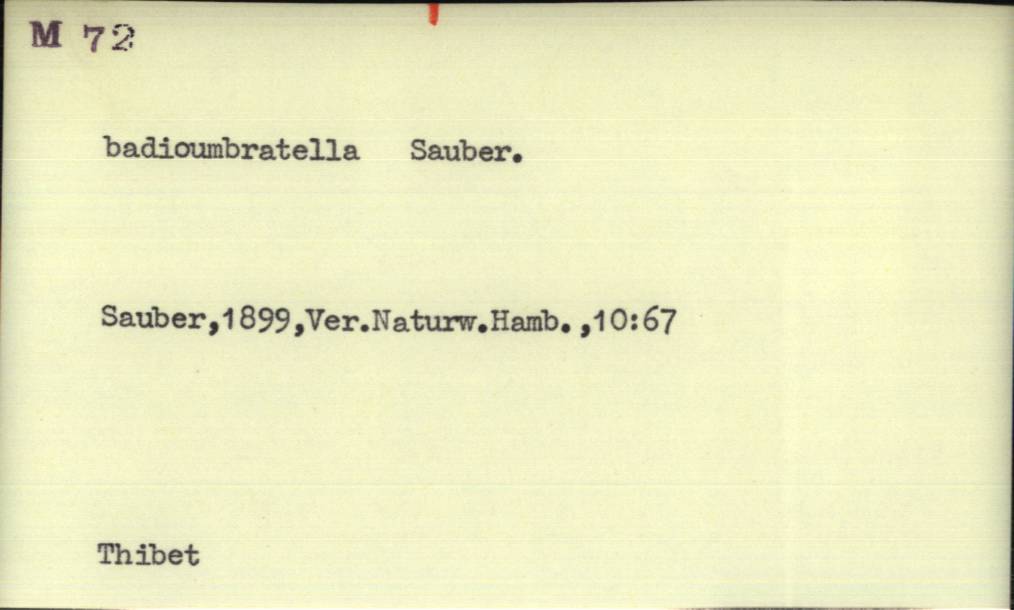 M 72
badioumbratella Sauber.
Sauber,1899,Ver.Naturw.Hamb.,10:67
Thibet